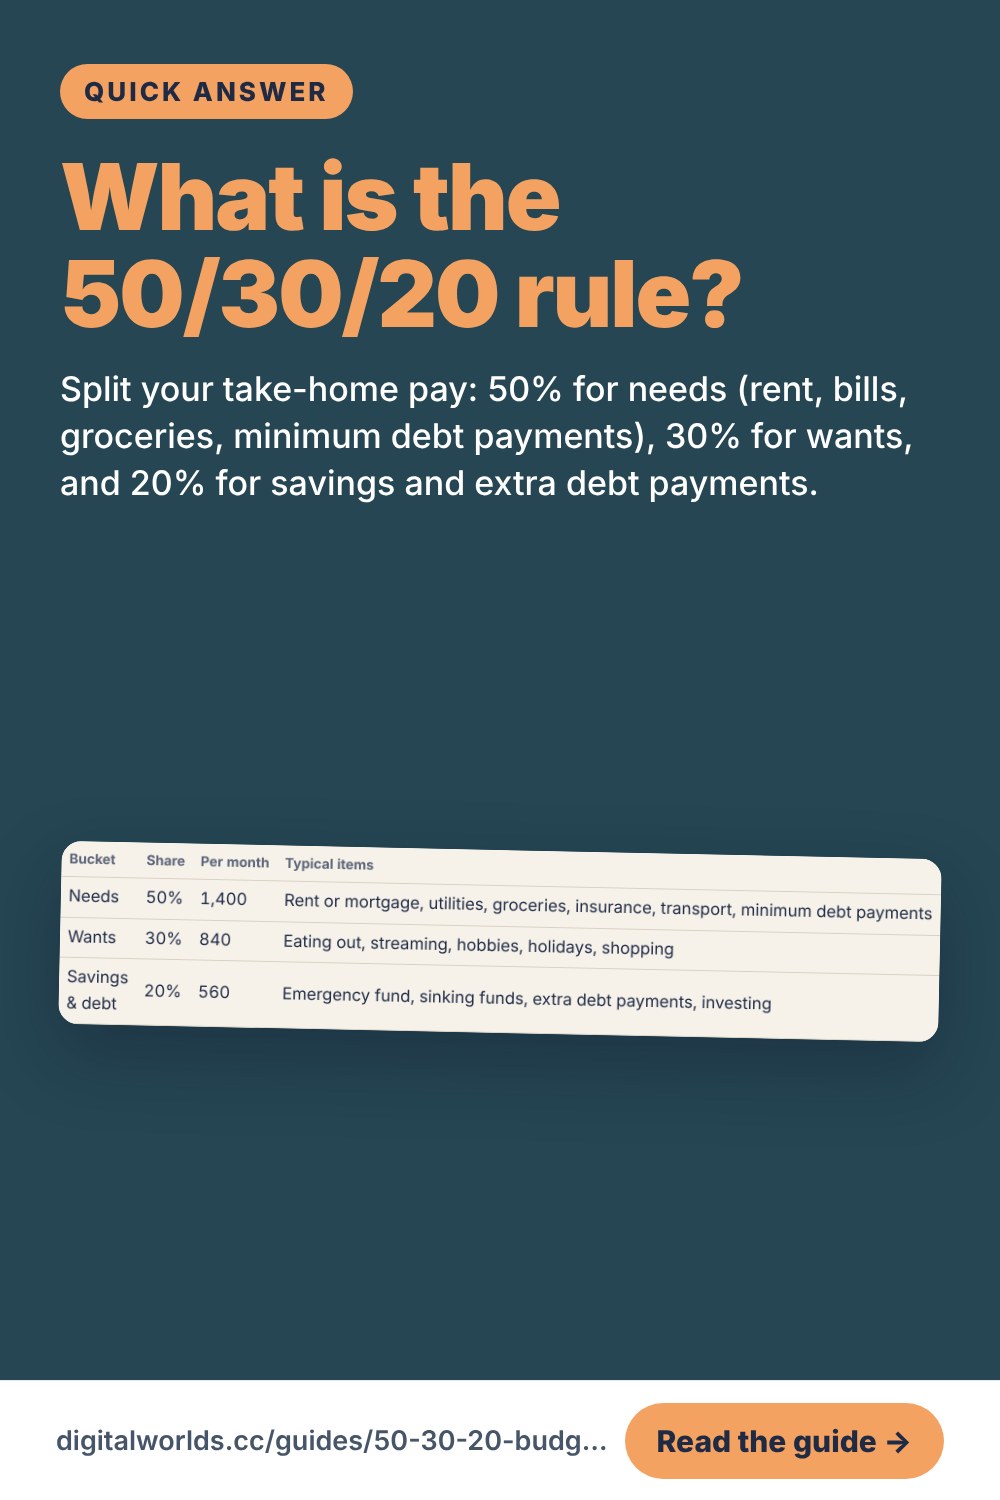 QUICK ANSWER
What is the
50/30/20 rule?
Split your take-home pay: 50% for needs (rent, bills,
groceries, minimum debt payments), 30% for wants,
and 20% for savings and extra debt payments.
Bucket Share Per month Typical items
Needs 50% 1,400 Rent or mortgage, utilities, groceries, insurance, transport, minimum debt payments
Wants 30% 840 Eating out, streaming, hobbies, holidays, shopping
Savings
& debt 20% 560 Emergency fund, sinking funds, extra debt payments, investing
digitalworlds.cc/guides/50-30-20-budg... Read the guide →